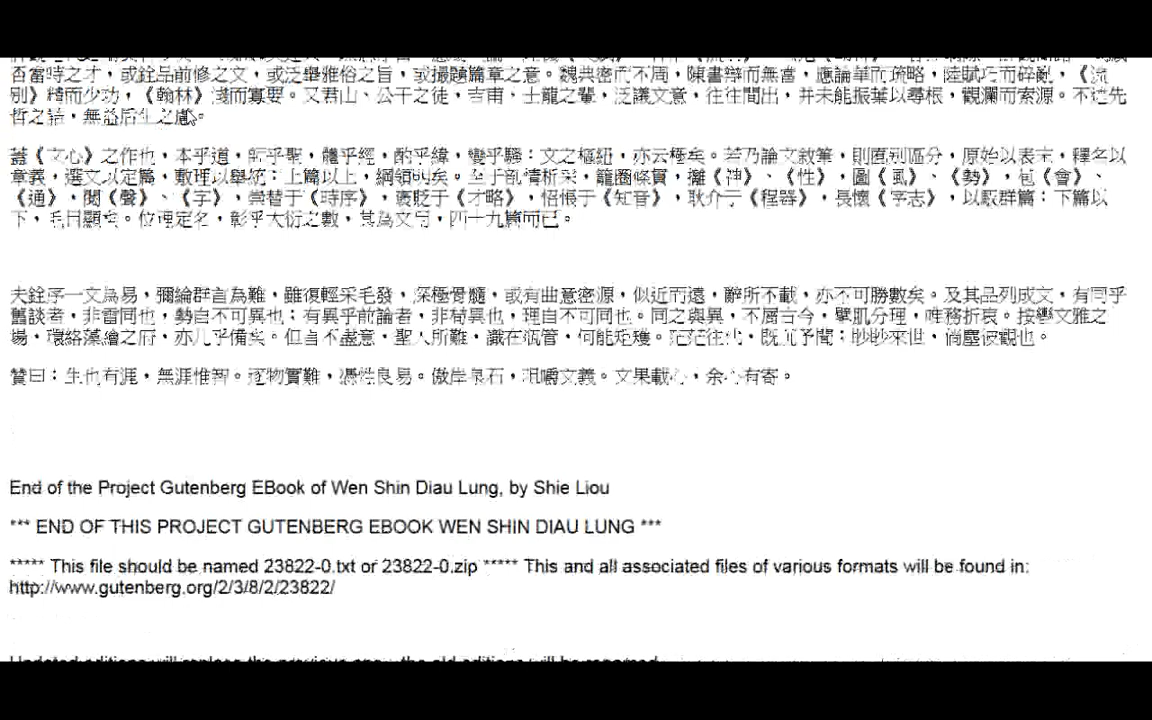 否當時之才，或銓品前修之文，或泛舉雅俗之旨，或撮題篇章之意。魏典密而不周，陳書辯而無當，應論華而疏略，陸賦巧而碎亂，《流
別》精而少功，《翰林》淺而寡要。又君山、公干之徒，吉甫、士龍之輩，泛議文意，往往間出，并未能振葉以尋根，觀瀾而索源。不述先
哲之誥，無益后生之慮。
蓋《文心》之作也，本乎道，師乎聖，體乎經，酌乎緯，變乎騷：文之樞紐，亦云極矣。若乃論文敘筆，則囿別區分，原始以表末，釋名以
章義，選文以定篇，敷理以舉統：上篇以上，綱領明矣。至于剖情析采，籠圈條貫，攡《神》、《性》，圖《風》、《勢》，苞《會》、
《通》，閱《聲》、《字》，崇替于《時序》，褒貶于《才略》，怊悵于《知音》，耿介于《程器》，長懷《序志》，以馭群篇：下篇以
下，毛目顯矣。位理定名，彰乎大衍之數，其為文用，四十九篇而已。
夫銓序一文為易，彌綸群言為難，雖復輕采毛發，深極骨髓，或有曲意密源，似近而遠，辭所不載，亦不可勝數矣。及其品列成文，有同乎
舊談者，非雷同也，勢自不可異也；有異乎前論者，非苟異也，理自不可同也。同之與異，不屑古今，擘肌分理，唯務折衷。按轡文雅之
場，環絡藻繪之府，亦几乎備矣。但言不盡意，聖人所難，識在瓶管，何能矩矱。茫茫往代，既沉予聞；眇眇來世，倘塵彼觀也。
贊曰：生也有涯，無涯惟智。逐物實難，憑性良易。傲岸泉石，咀嚼文義。文果載心，余心有寄。
End of the Project Gutenberg EBook of Wen Shin Diau Lung, by Shie Liou
*** END OF THIS PROJECT GUTENBERG EBOOK WEN SHIN DIAU LUNG ***
***** This file should be named 23822-0.txt or 23822-0.zip ***** This and all associated files of various formats will be found in:
http://www.gutenberg.org/2/3/8/2/23822/
Updated editions will replace the previous one--the old editions will be renamed.